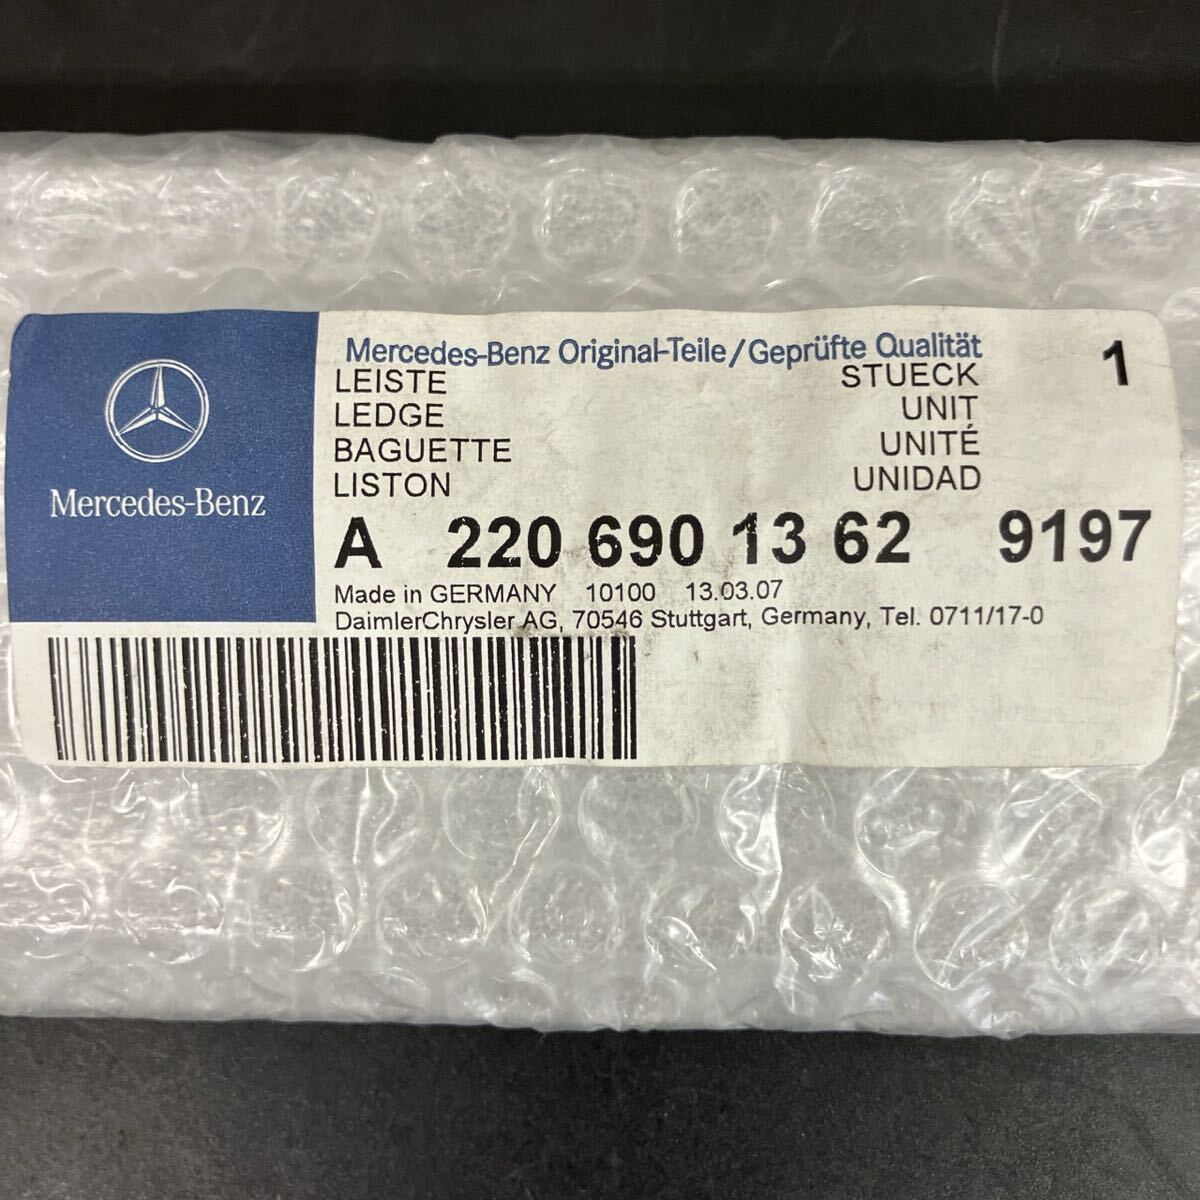 Mercedes-Benz
Mercedes-Benz Original-Teile/Geprüfte Qualität
LEISTE STUECK 1
LEDGE UNIT
BAGUETTE UNITÉ
LISTON UNIDAD
A 220 690 13 62 9197
Made in GERMANY 10100 13.03.07
DaimlerChrysler AG, 70546 Stuttgart, Germany, Tel. 0711/17-0